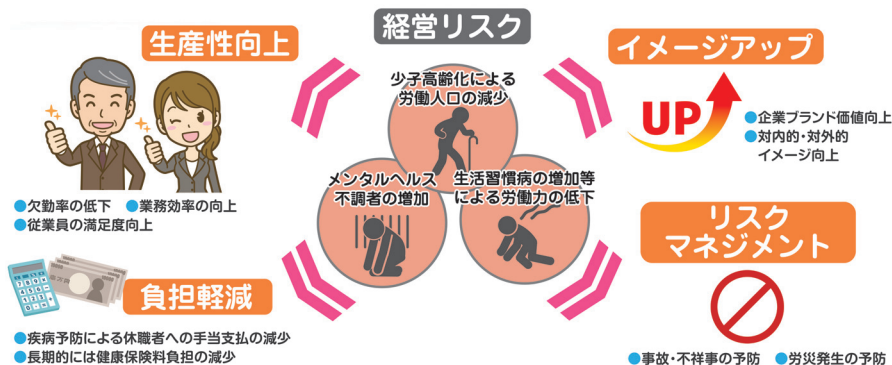 経営リスク
少子高齢化による
労働人口の減少
メンタルヘルス
不調者の増加
生活習慣病の増加等
による労働力の低下
生産性向上
●欠勤率の低下 ●業務効率の向上
●従業員の満足度向上
イメージアップ
UP
●企業ブランド価値向上
●対内的・対外的
イメージ向上
負担軽減
●疾病予防による休職者への手当支払の減少
●長期的には健康保険料負担の減少
リスク
マネジメント
●事故・不祥事の予防 ●労災発生の予防